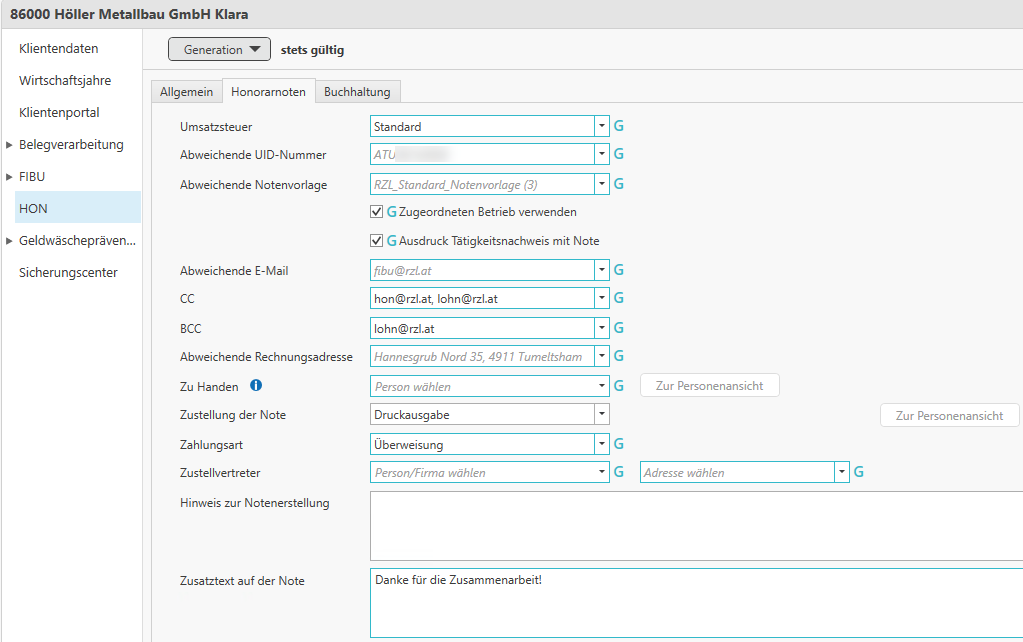 86000 Höller Metallbau GmbH Klara
Klientendaten
Wirtschaftsjahre
Klientenportal
Belegverarbeitung
FIBU
HON
Geldwäschepräven...
Sicherungscenter
Generation stets gültig
Allgemein Honorarnoten Buchhaltung
Umsatzsteuer Standard G
Abweichende UID-Nummer ATU G
Abweichende Notenvorlage RZL_Standard_Notenvorlage (3) G
G Zugeordneten Betrieb verwenden
G Ausdruck Tätigkeitsnachweis mit Note
Abweichende E-Mail fibu@rzl.at G
CC hon@rzl.at, lohn@rzl.at G
BCC lohn@rzl.at G
Abweichende Rechnungsadresse Hannesgrub Nord 35, 4911 Tumeltsham G
Zu Handen i Person wählen G Zur Personenansicht
Zustellung der Note Druckausgabe Zur Personenansicht
Zahlungsart Überweisung G
Zustellvertreter Person/Firma wählen G Adresse wählen G
Hinweis zur Notenerstellung
Zusatztext auf der Note Danke für die Zusammenarbeit!